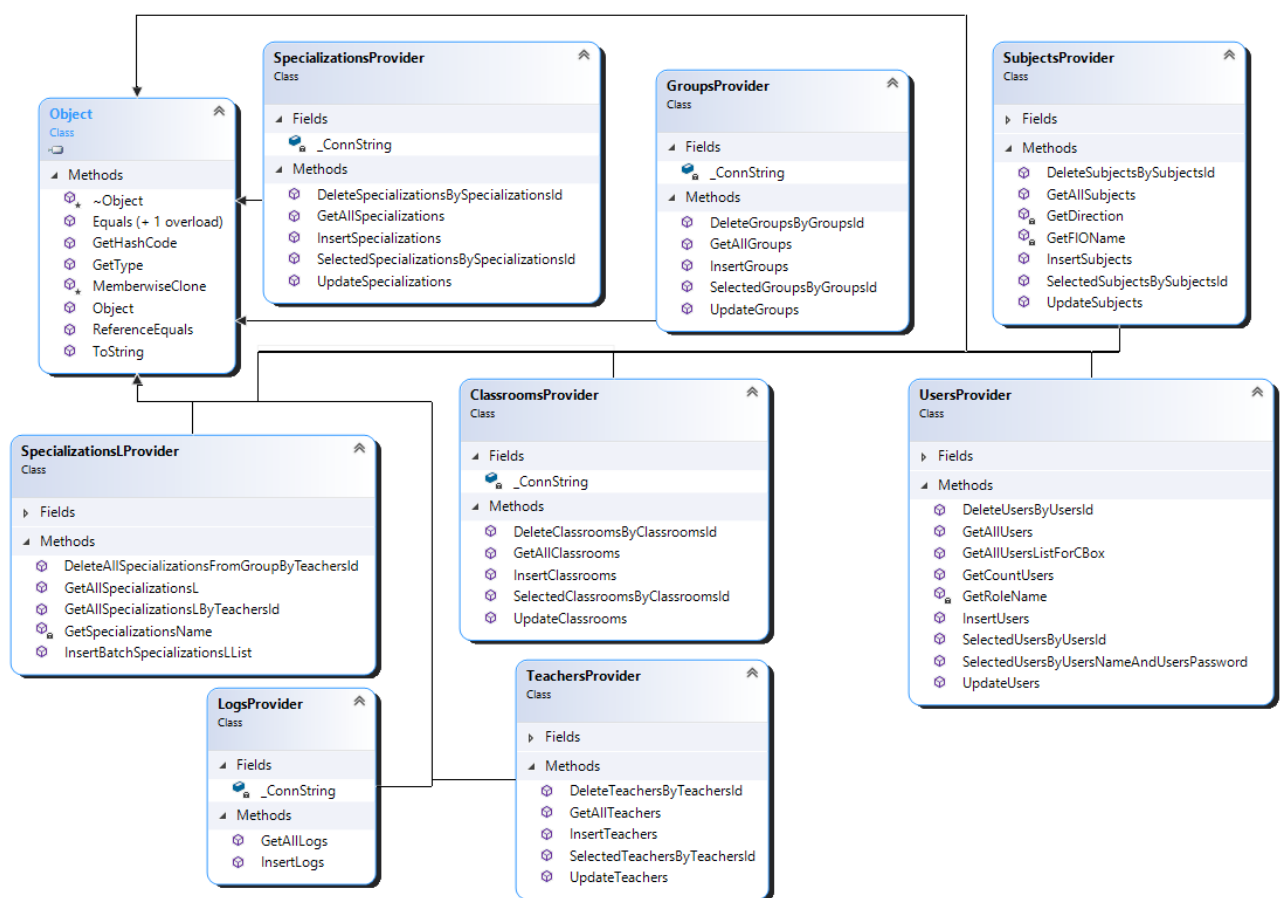 Object
Class
Methods
~Object
Equals (+ 1 overload)
GetHashCode
GetType
MemberwiseClone
Object
ReferenceEquals
ToString
SpecializationsProvider
Class
Fields
_ConnString
Methods
DeleteSpecializationsBySpecializationsId
GetAllSpecializations
InsertSpecializations
SelectedSpecializationsBySpecializationsId
UpdateSpecializations
GroupsProvider
Class
Fields
_ConnString
Methods
DeleteGroupsByGroupsId
GetAllGroups
InsertGroups
SelectedGroupsByGroupsId
UpdateGroups
SubjectsProvider
Class
Fields
Methods
DeleteSubjectsBySubjectsId
GetAllSubjects
GetDirection
GetFIOName
InsertSubjects
SelectedSubjectsBySubjectsId
UpdateSubjects
SpecializationsLProvider
Class
Fields
Methods
DeleteAllSpecializationsFromGroupByTeachersId
GetAllSpecializationsL
GetAllSpecializationsLByTeachersId
GetSpecializationsName
InsertBatchSpecializationsLList
ClassroomsProvider
Class
Fields
_ConnString
Methods
DeleteClassroomsByClassroomsId
GetAllClassrooms
InsertClassrooms
SelectedClassroomsByClassroomsId
UpdateClassrooms
UsersProvider
Class
Fields
Methods
DeleteUsersByUsersId
GetAllUsers
GetAllUsersListForCBox
GetCountUsers
GetRoleName
InsertUsers
SelectedUsersByUsersId
SelectedUsersByUsersNameAndUsersPassword
UpdateUsers
LogsProvider
Class
Fields
_ConnString
Methods
GetAllLogs
InsertLogs
TeachersProvider
Class
Fields
Methods
DeleteTeachersByTeachersId
GetAllTeachers
InsertTeachers
SelectedTeachersByTeachersId
UpdateTeachers